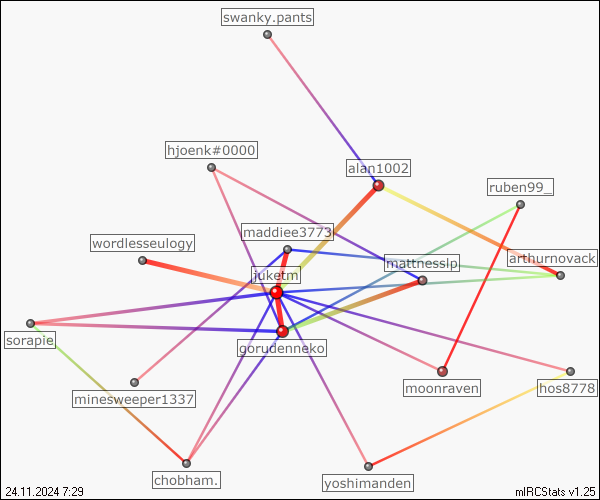 swanky.pants
hjoenk#0000
alan1002
ruben99_
maddiee3773
wordlesseulogy
arthurnovack
mattnesslp
juketm
sorapie
gorudenneko
moonraven
hos8778
minesweeper1337
chobham.
yoshimanden
24.11.2024 7:29
mIRCStats v1.25